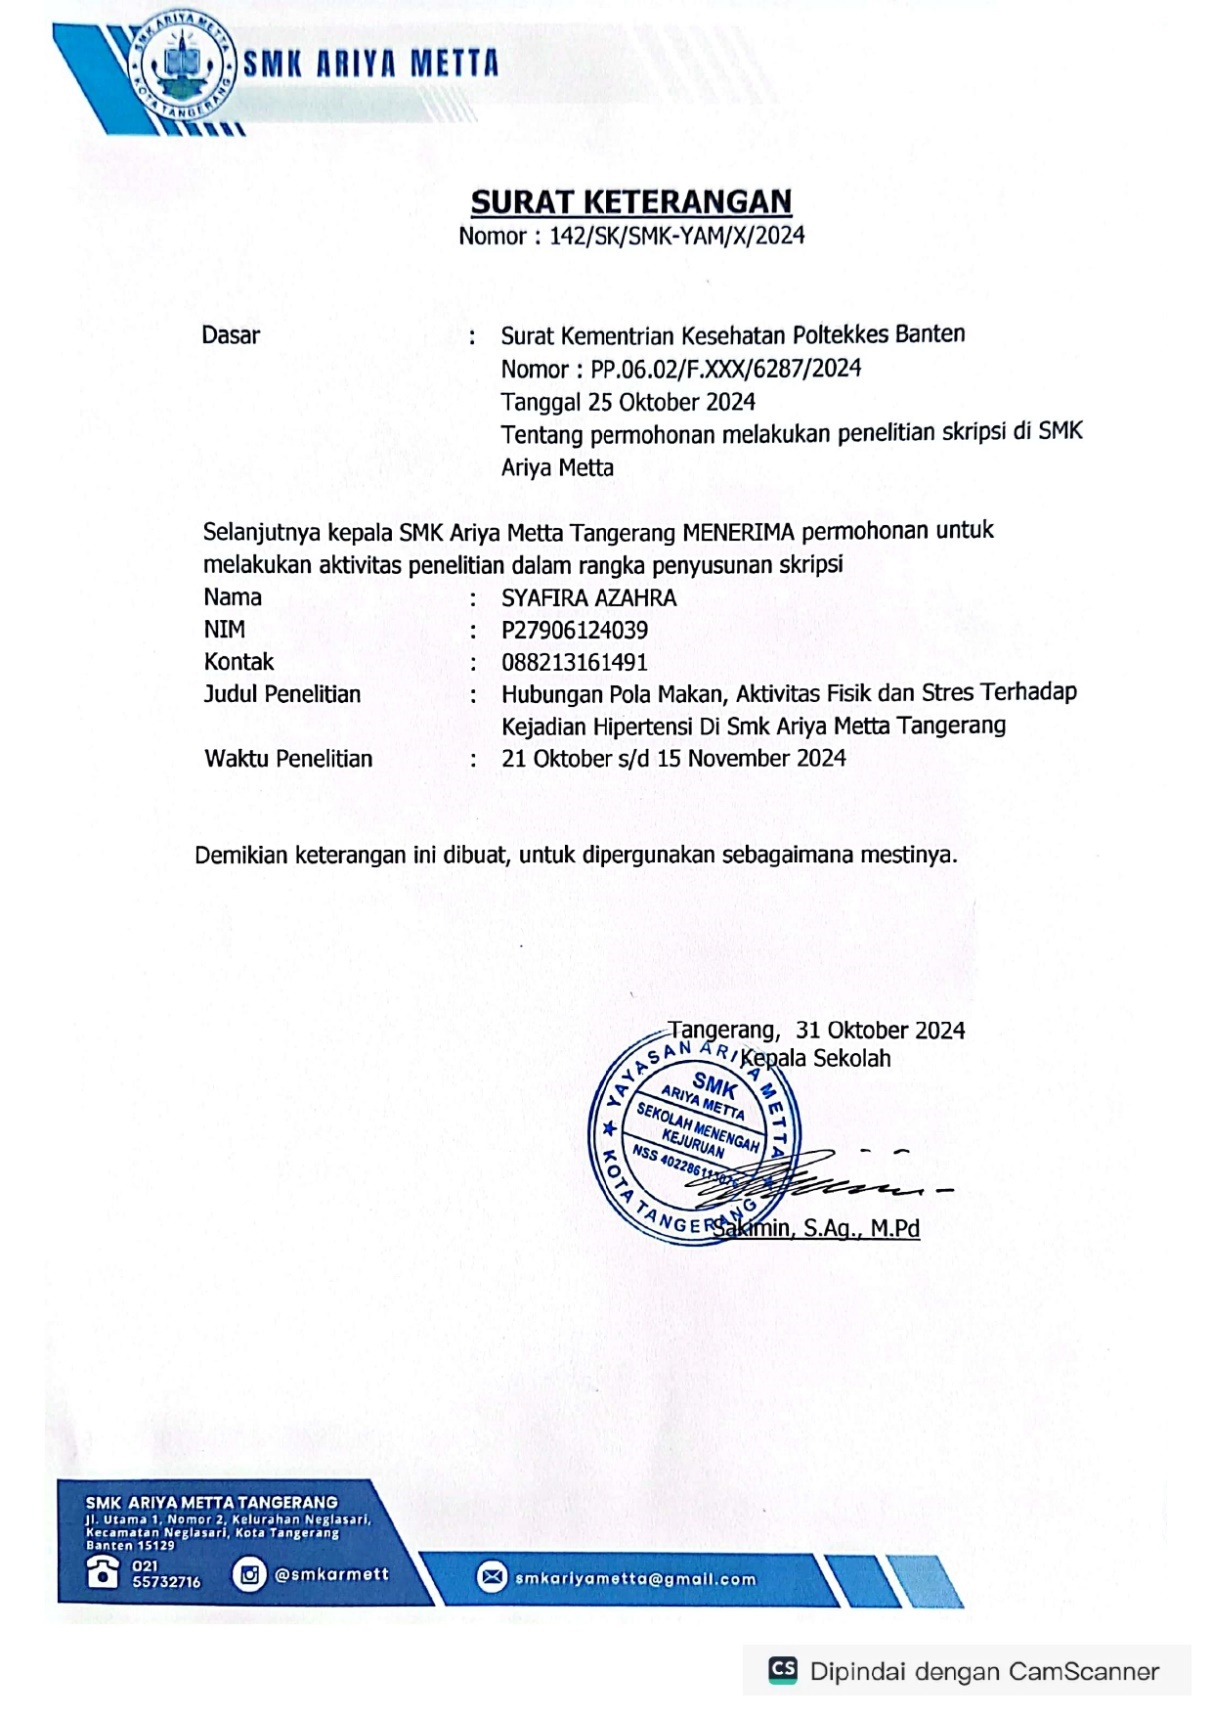 SMK ARIYA METTA
KOTA TANGERANG
SMK ARIYA METTA
SURAT KETERANGAN
Nomor : 142/SK/SMK-YAM/X/2024
Dasar : Surat Kementrian Kesehatan Poltekkes Banten
Nomor : PP.06.02/F.XXX/6287/2024
Tanggal 25 Oktober 2024
Tentang permohonan melakukan penelitian skripsi di SMK
Ariya Metta
Selanjutnya kepala SMK Ariya Metta Tangerang MENERIMA permohonan untuk
melakukan aktivitas penelitian dalam rangka penyusunan skripsi
Nama : SYAFIRA AZAHRA
NIM : P27906124039
Kontak : 088213161491
Judul Penelitian : Hubungan Pola Makan, Aktivitas Fisik dan Stres Terhadap
Kejadian Hipertensi Di Smk Ariya Metta Tangerang
Waktu Penelitian : 21 Oktober s/d 15 November 2024
Demikian keterangan ini dibuat, untuk dipergunakan sebagaimana mestinya.
Tangerang, 31 Oktober 2024
Kepala Sekolah
YAYASAN ARIYA METTA
SMK
ARIYA METTA
SEKOLAH MENENGAH
KEJURUAN
NSS
KOTA TANGERANG
Sakimin, S.Ag., M.Pd
SMK ARIYA METTA TANGERANG
Jl. Utama 1, Nomor 2, Kelurahan Neglasari,
Kecamatan Neglasari, Kota Tangerang
Banten 15129
021
55732716
@smkarmett
smkariyametta@gmail.com
CS Dipindai dengan CamScanner